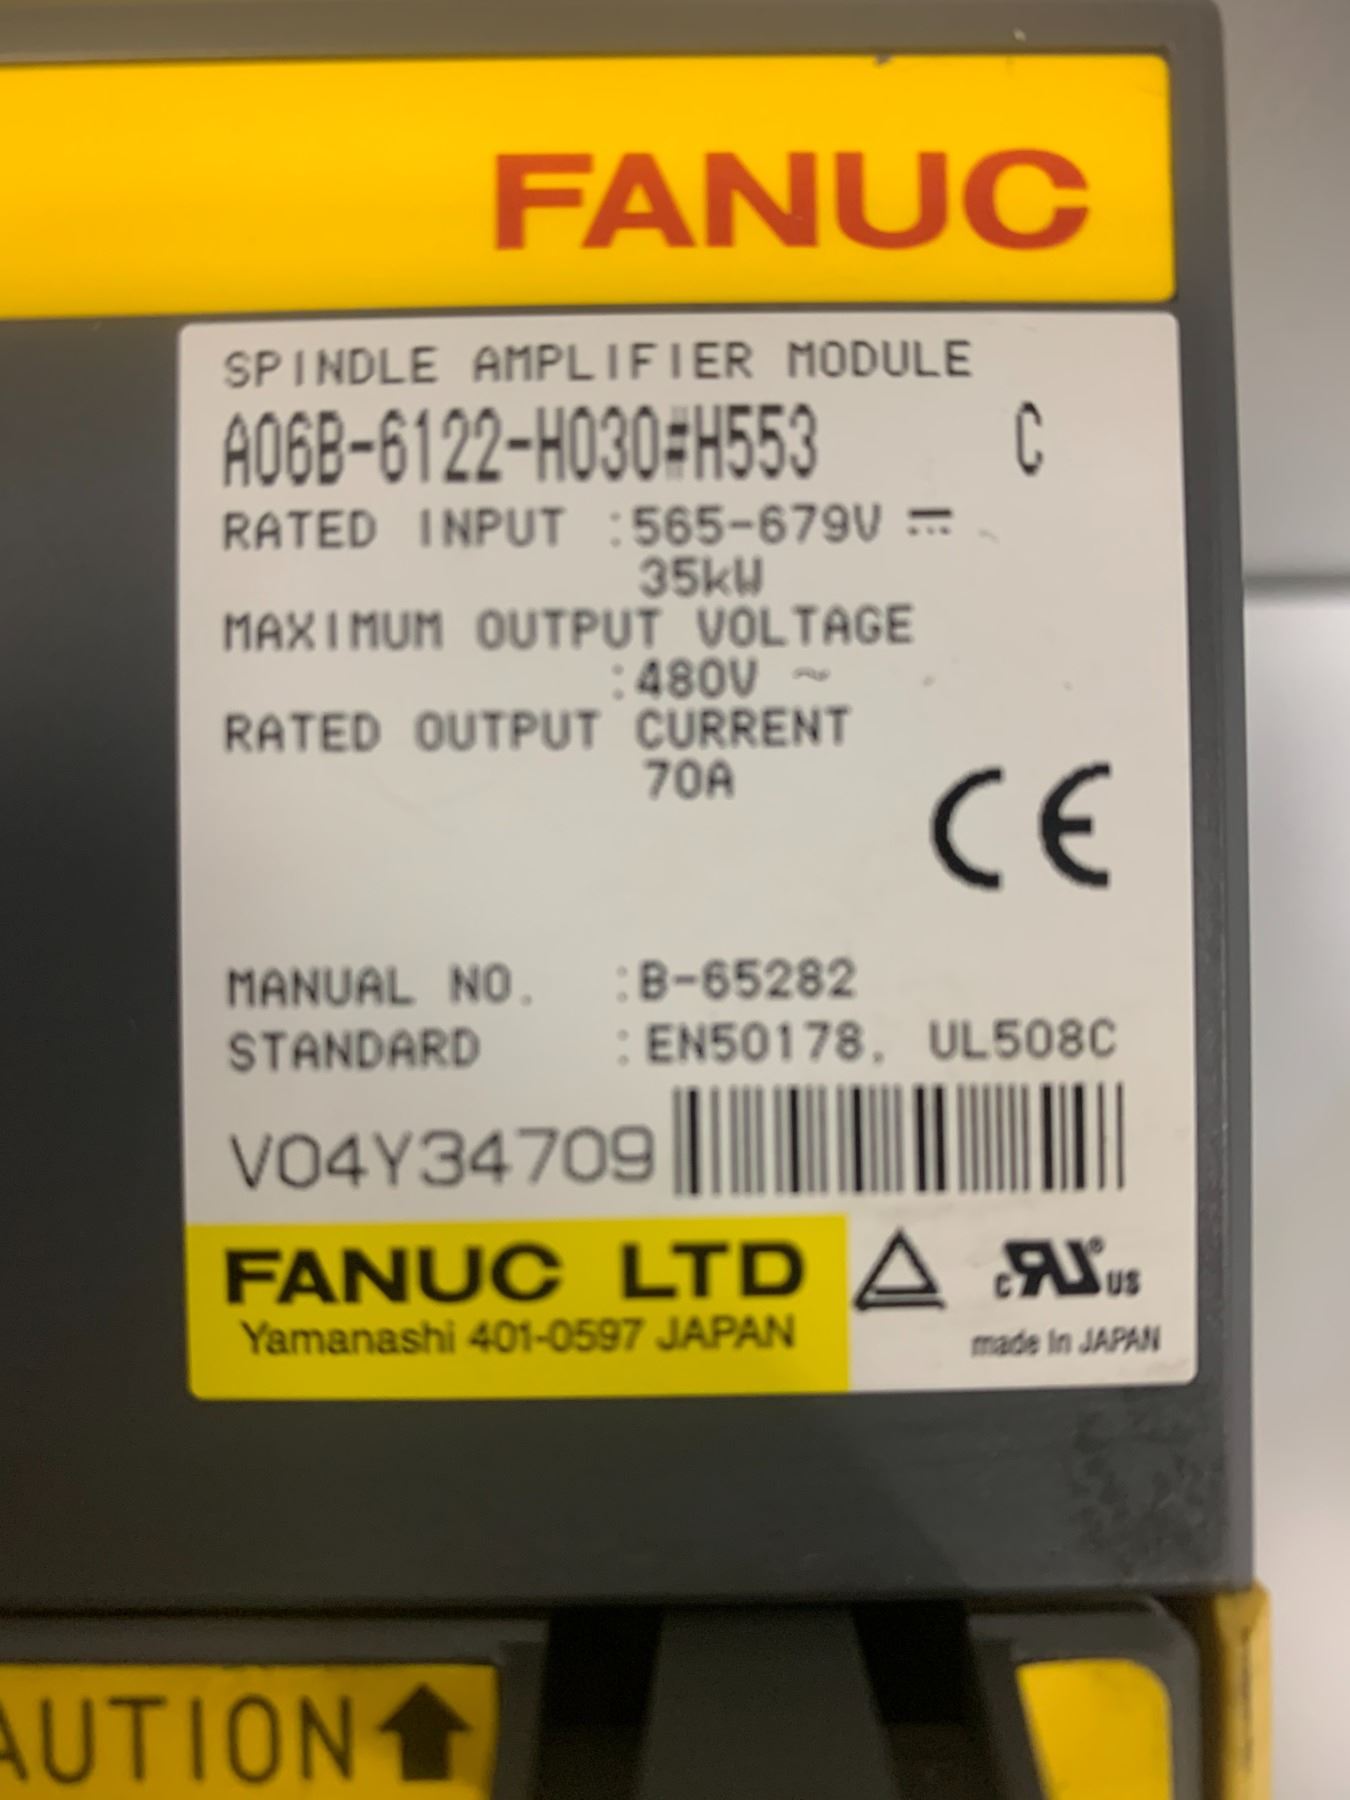 FANUC
SPINDLE AMPLIFIER MODULE
A06B-6122-H030#H553 C
RATED INPUT :565-679V ⎓
35kW
MAXIMUM OUTPUT VOLTAGE
:480V ~
RATED OUTPUT CURRENT
70A
CE
MANUAL NO. :B-65282
STANDARD :EN50178, UL508C
V04Y34709
FANUC LTD
Yamanashi 401-0597 JAPAN
c RU® US
made in JAPAN
AUTION